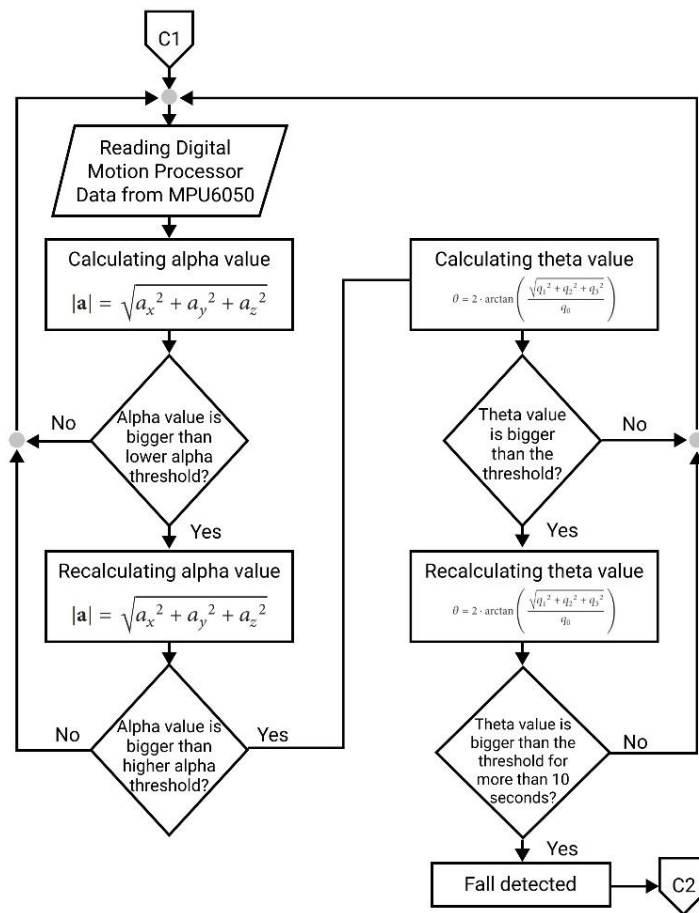 C1
Reading Digital
Motion Processor
Data from MPU6050
Calculating alpha value
|a| = √(aₓ² + a_y² + a_z²)
No
Alpha value is
bigger than
lower alpha
threshold?
Yes
Recalculating alpha value
|a| = √(aₓ² + a_y² + a_z²)
No
Alpha value is
bigger than
higher alpha
threshold?
Yes
Calculating theta value
θ = 2 · arctan(√(q₁² + q₂² + q₃²) / q₀)
Theta value
is bigger
than the
threshold?
No
Yes
Recalculating theta value
θ = 2 · arctan(√(q₁² + q₂² + q₃²) / q₀)
Theta value is
bigger than the
threshold for
more than 10
seconds?
No
Yes
Fall detected
C2